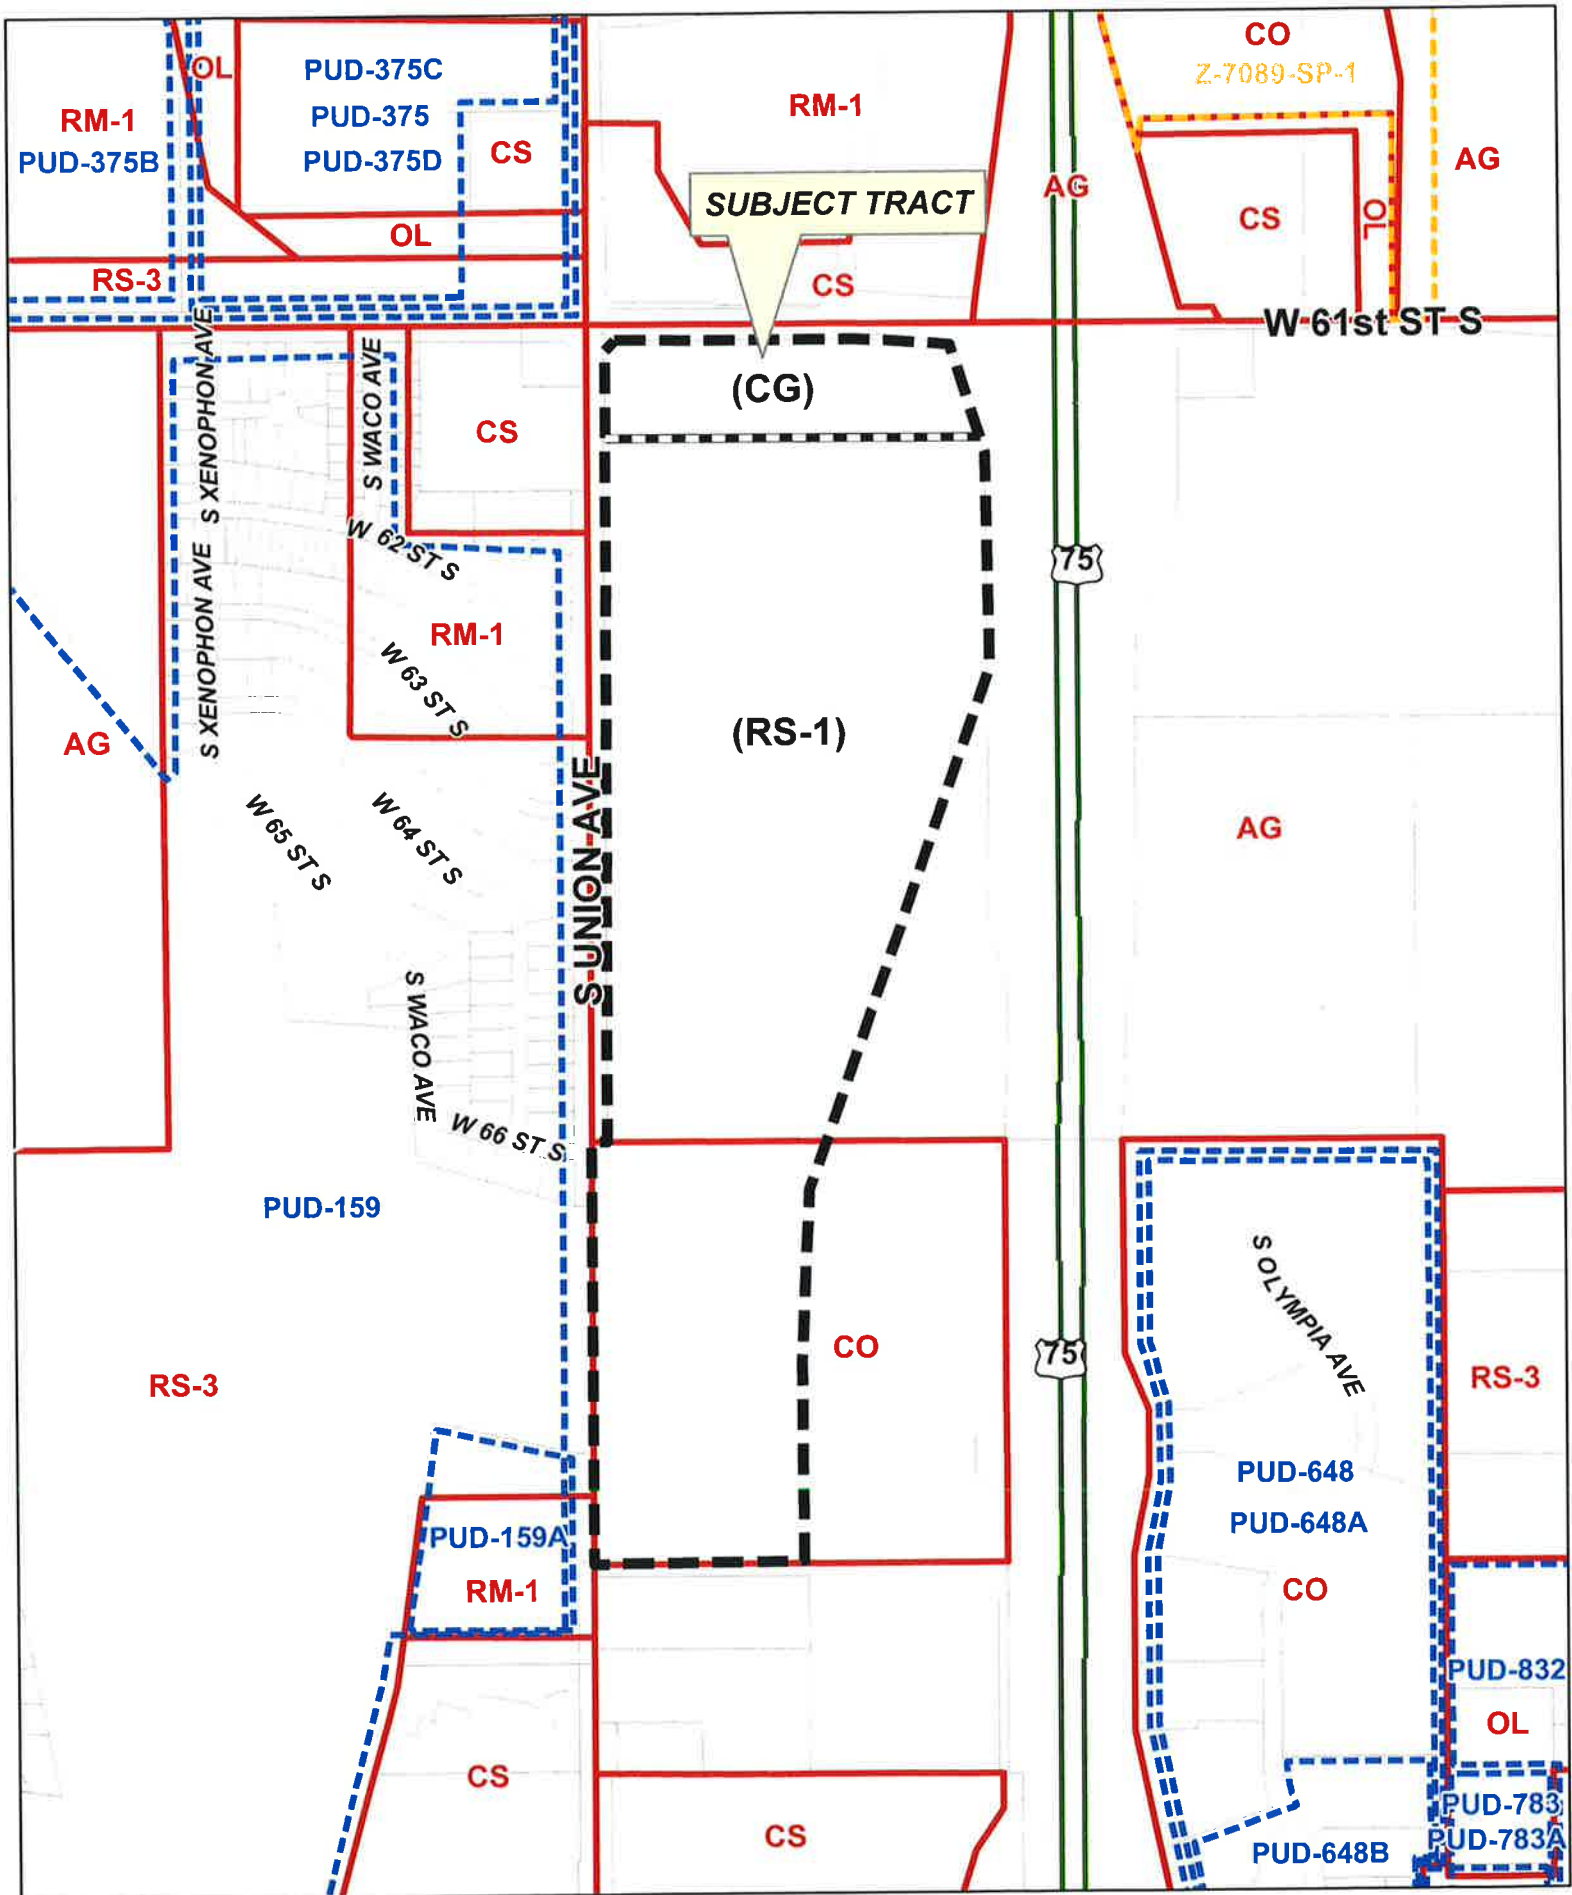 OL
PUD-375C
CO
Z-7089-SP-1
RM-1
PUD-375
RM-1
PUD-375B
PUD-375D
CS
AG
AG
SUBJECT TRACT
CS
OL
OL
RS-3
CS
W 61st ST S
S XENOPHON AVE
S WACO AVE
(CG)
CS
W 62 ST S
75
S XENOPHON AVE
RM-1
W 63 ST S
(RS-1)
AG
S UNION AVE
W 65 ST S
W 64 ST S
AG
S WACO AVE
W 66 ST S
PUD-159
S OLYMPIA AVE
CO
75
RS-3
RS-3
PUD-648
PUD-648A
PUD-159A
RM-1
CO
PUD-832
OL
CS
CS
PUD-783
PUD-783A
PUD-648B